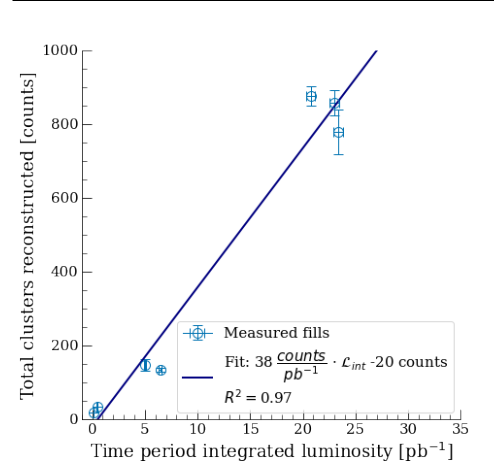 1000
800
600
400
200
0
Total clusters reconstructed [counts]
Measured fills
Fit: 38 counts/pb⁻¹ · ℒint -20 counts
R² = 0.97
0 5 10 15 20 25 30 35
Time period integrated luminosity [pb⁻¹]